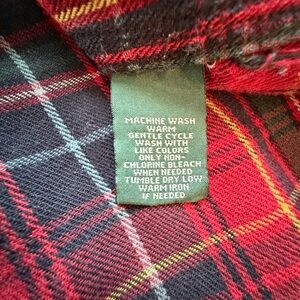 MACHINE WASH
WARM
GENTLE CYCLE
WASH WITH
LIKE COLORS
ONLY NON-
CHLORINE BLEACH
WHEN NEEDED
TUMBLE DRY LOW
WARM IRON
IF NEEDED